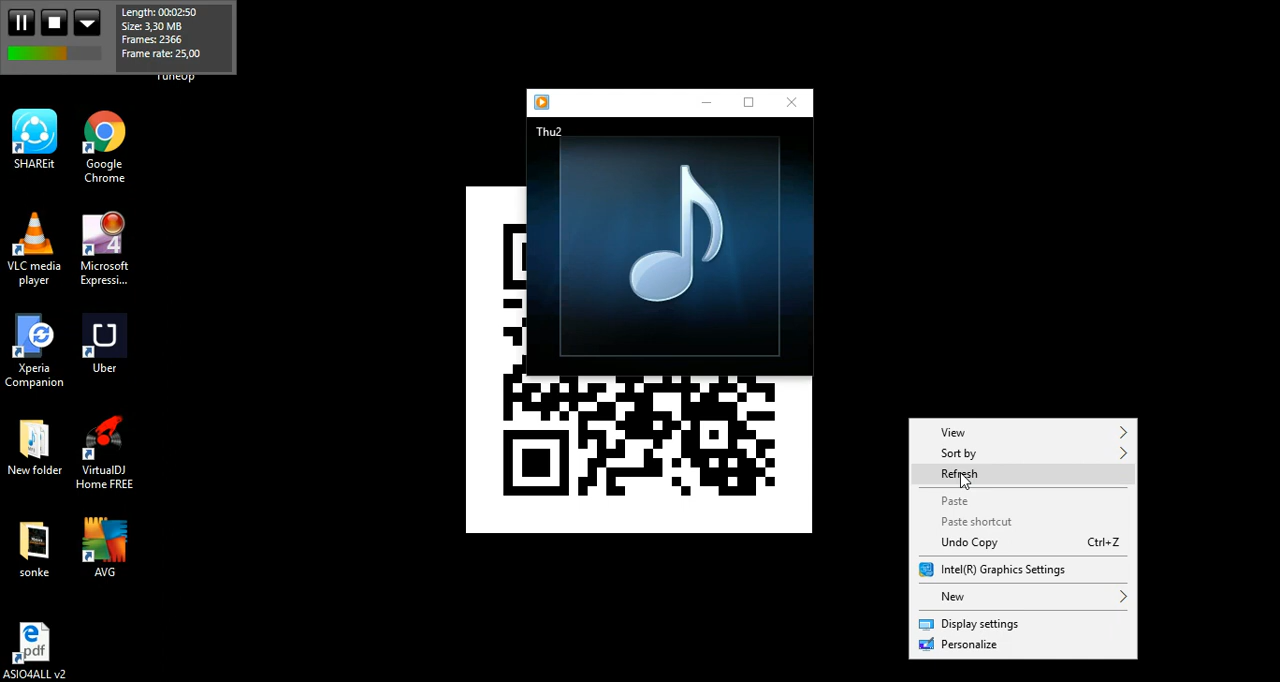 Length: 00:02:50
Size: 3,30 MB
Frames: 2366
Frame rate: 25,00
TuneUp
SHAREit
Google
Chrome
VLC media
player
Microsoft
Expressi...
Xperia
Companion
Uber
New folder
VirtualDJ
Home FREE
sonke
AVG
pdf
ASIO4ALL v2
Thu2
View
Sort by
Refresh
Paste
Paste shortcut
Undo Copy Ctrl+Z
Intel(R) Graphics Settings
New
Display settings
Personalize